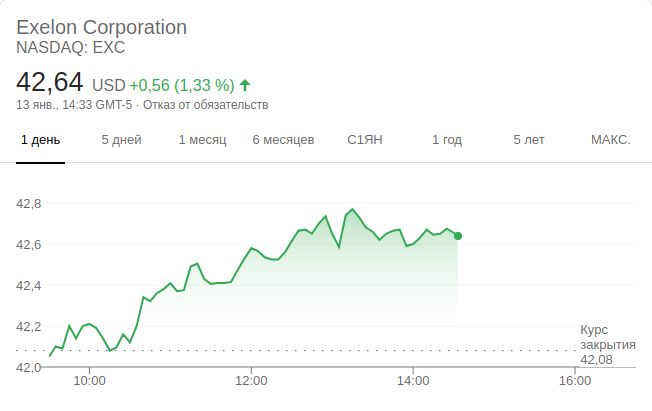 Exelon Corporation
NASDAQ: EXC
42,64 USD +0,56 (1,33 %)
13 янв., 14:33 GMT-5 · Отказ от обязательств
1 день 5 дней 1 месяц 6 месяцев С1ЯН 1 год 5 лет МАКС.
42,8
42,6
42,4
42,2
Курс
закрытия
42,08
42,0
10:00 12:00 14:00 16:00